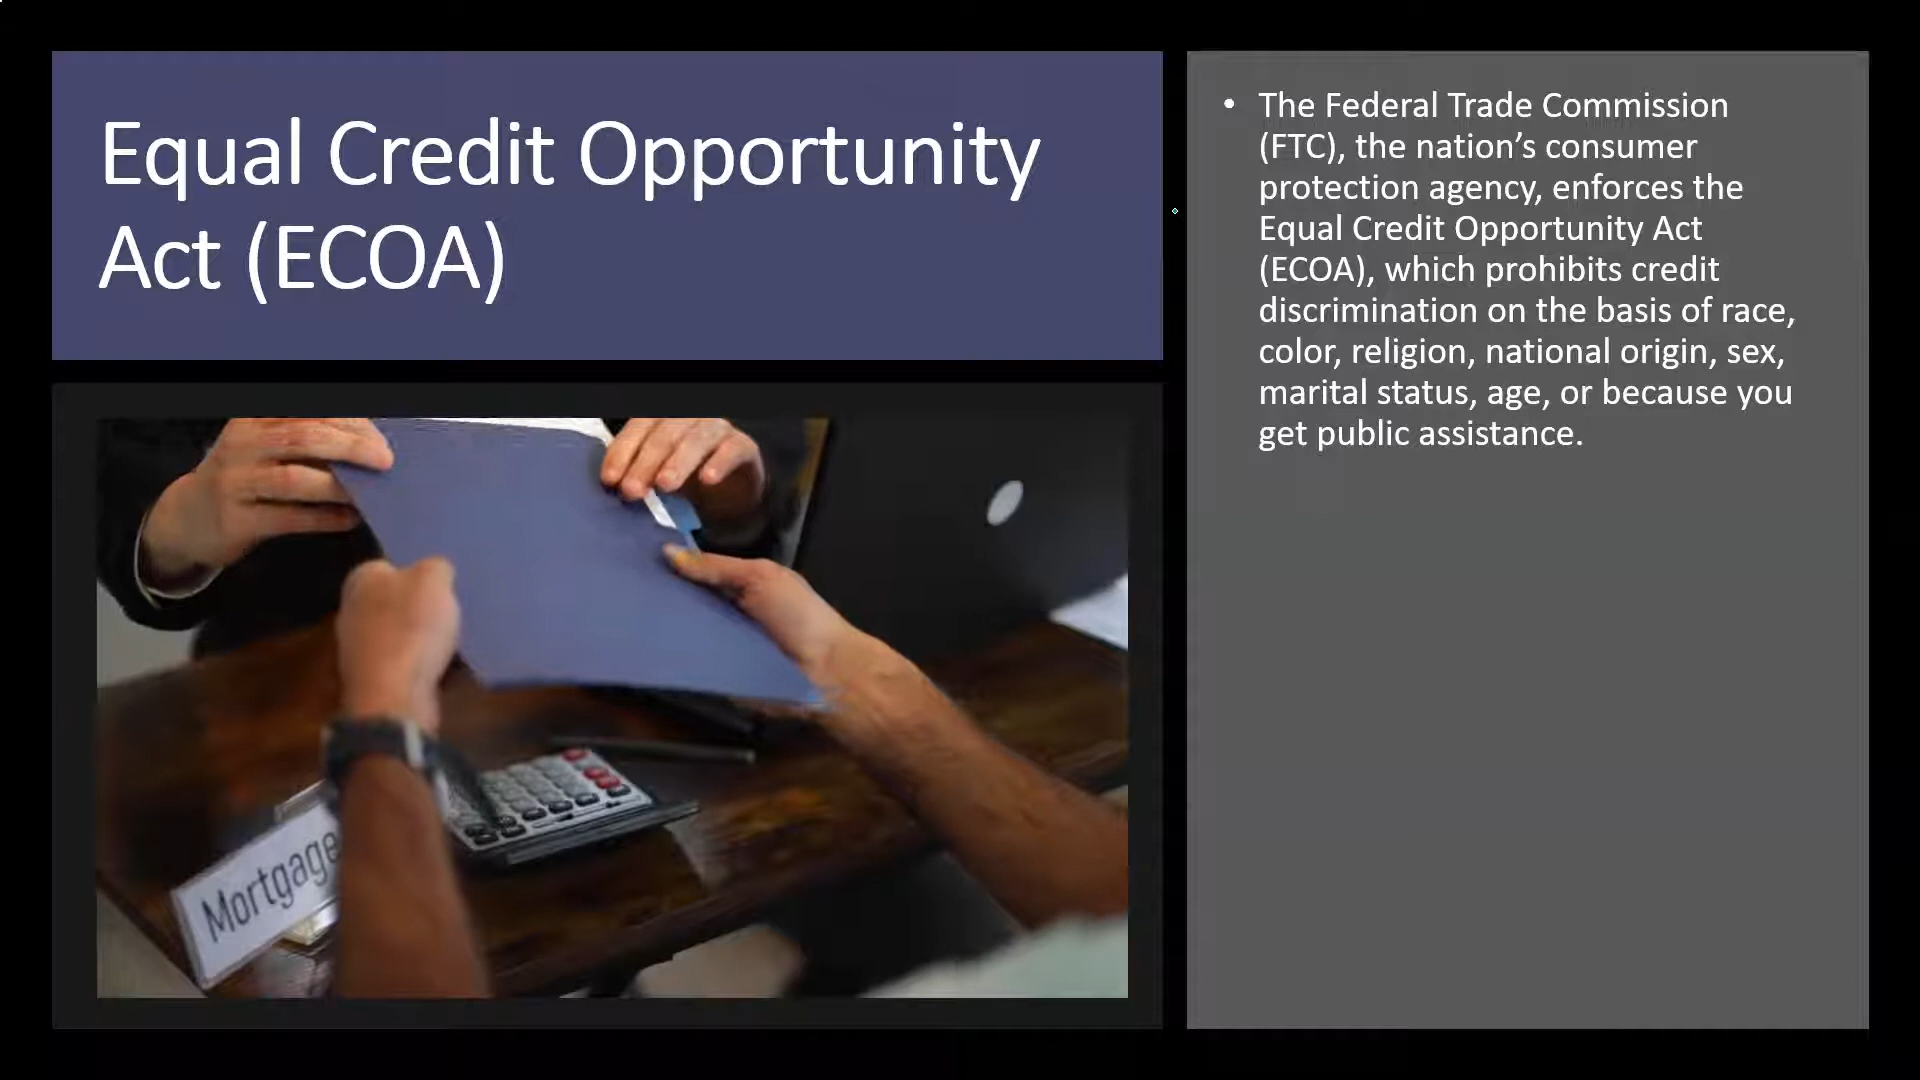 Equal Credit Opportunity
Act (ECOA)
• The Federal Trade Commission
(FTC), the nation’s consumer
protection agency, enforces the
Equal Credit Opportunity Act
(ECOA), which prohibits credit
discrimination on the basis of race,
color, religion, national origin, sex,
marital status, age, or because you
get public assistance.
Mortgage